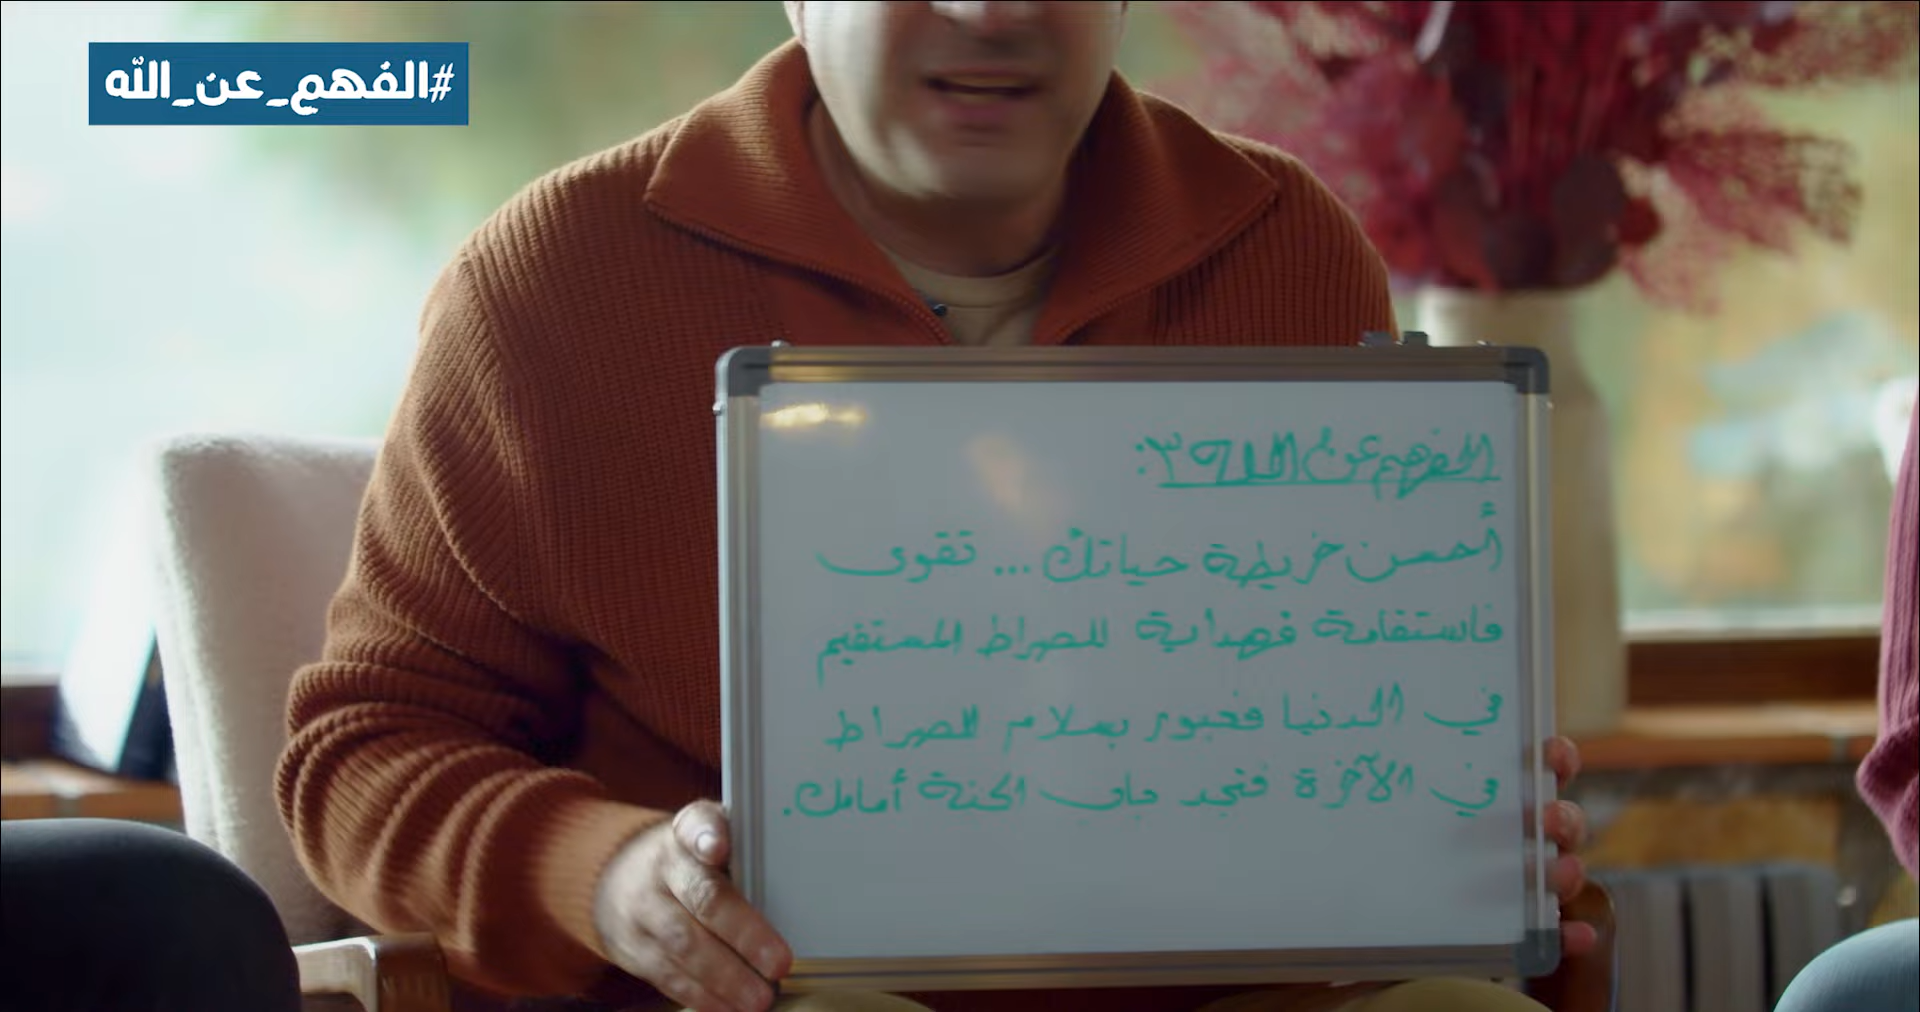 #الفهم_عن_الله
الفهم عن الله ٣:
أحسن خريطة حياتك... تقوى
فاستقامة فهداية للصراط المستقيم
في الدنيا فعبور بسلام للصراط
في الآخرة فتجد باب الجنة أمامك.